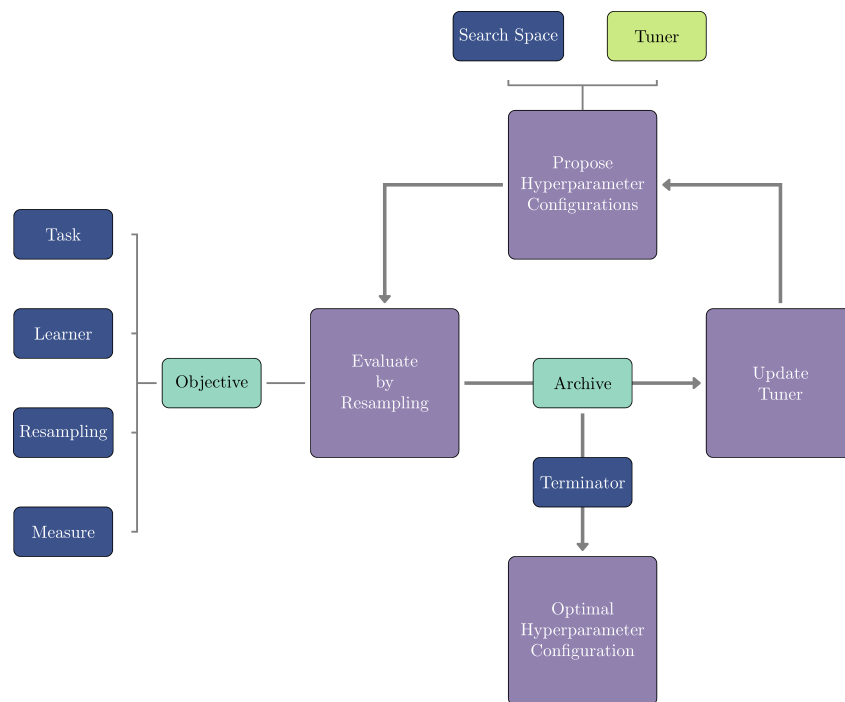 Search Space
Tuner
Propose
Hyperparameter
Configurations
Task
Learner
Resampling
Measure
Objective
Evaluate
by
Resampling
Archive
Update
Tuner
Terminator
Optimal
Hyperparameter
Configuration